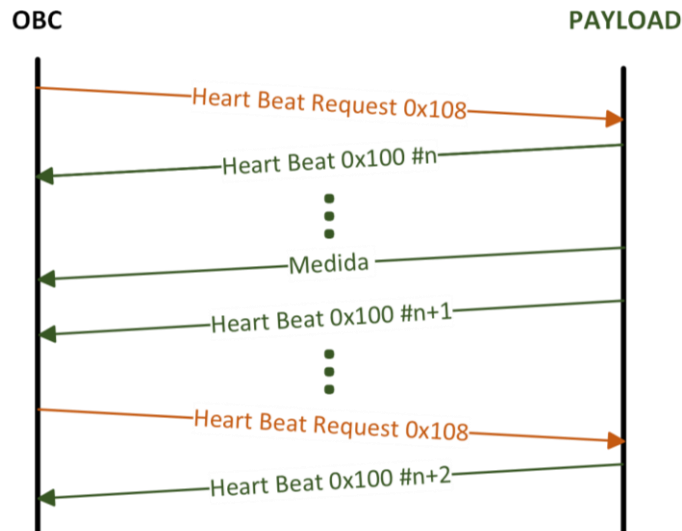 OBC
PAYLOAD
Heart Beat Request 0x108
Heart Beat 0x100 #n
Medida
Heart Beat 0x100 #n+1
Heart Beat Request 0x108
Heart Beat 0x100 #n+2